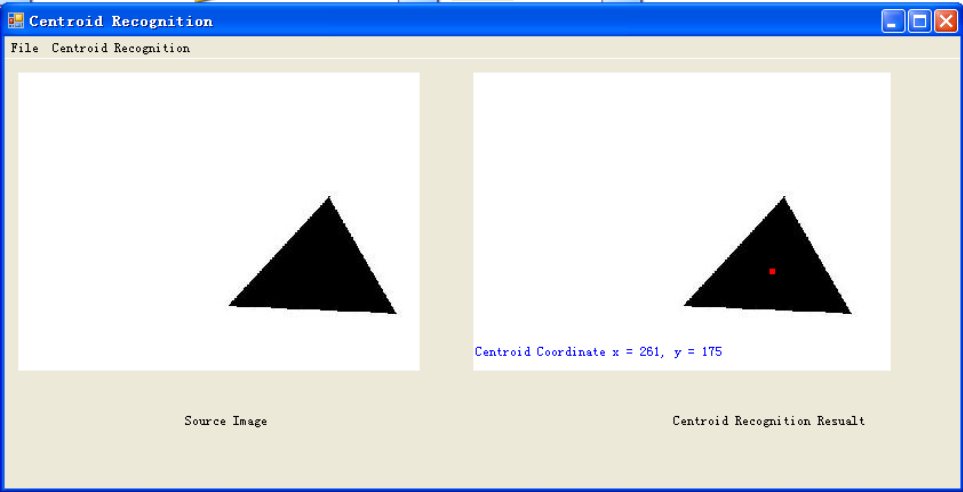 Centroid Recognition
File Centroid Recognition
Centroid Coordinate x = 261, y = 175
Source Image
Centroid Recognition Resualt